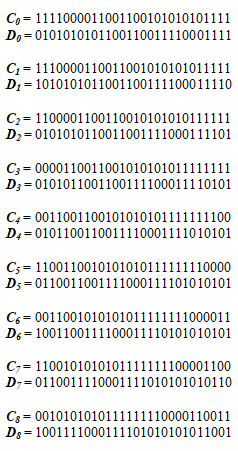 C0 = 1111000011001100101010101111
D0 = 0101010101100110011110001111
C1 = 1110000110011001010101011111
D1 = 1010101011001100111100011110
C2 = 1100001100110010101010111111
D2 = 0101010110011001111000111101
C3 = 0000110011001010101011111111
D3 = 0101011001100111100011110101
C4 = 0011001100101010101111111100
D4 = 0101100110011110001111010101
C5 = 1100110010101010111111110000
D5 = 0110011001111000111101010101
C6 = 0011001010101011111111000011
D6 = 1001100111100011110101010101
C7 = 1100101010101111111100001100
D7 = 0110011110001111010101010110
C8 = 0010101010111111110000110011
D8 = 1001111000111101010101011001